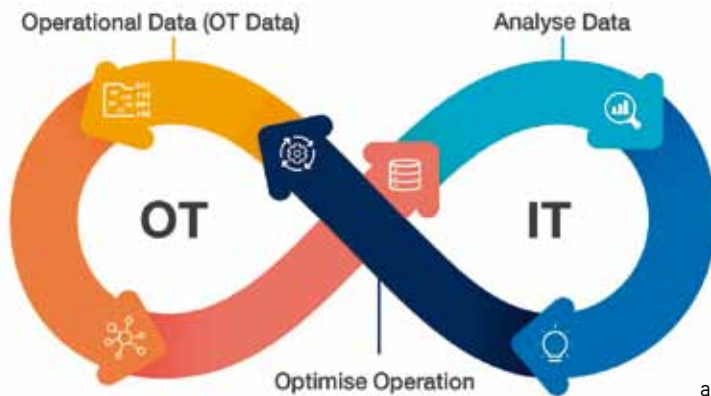 Operational Data (OT Data)
Analyse Data
OT
IT
Optimise Operation
a